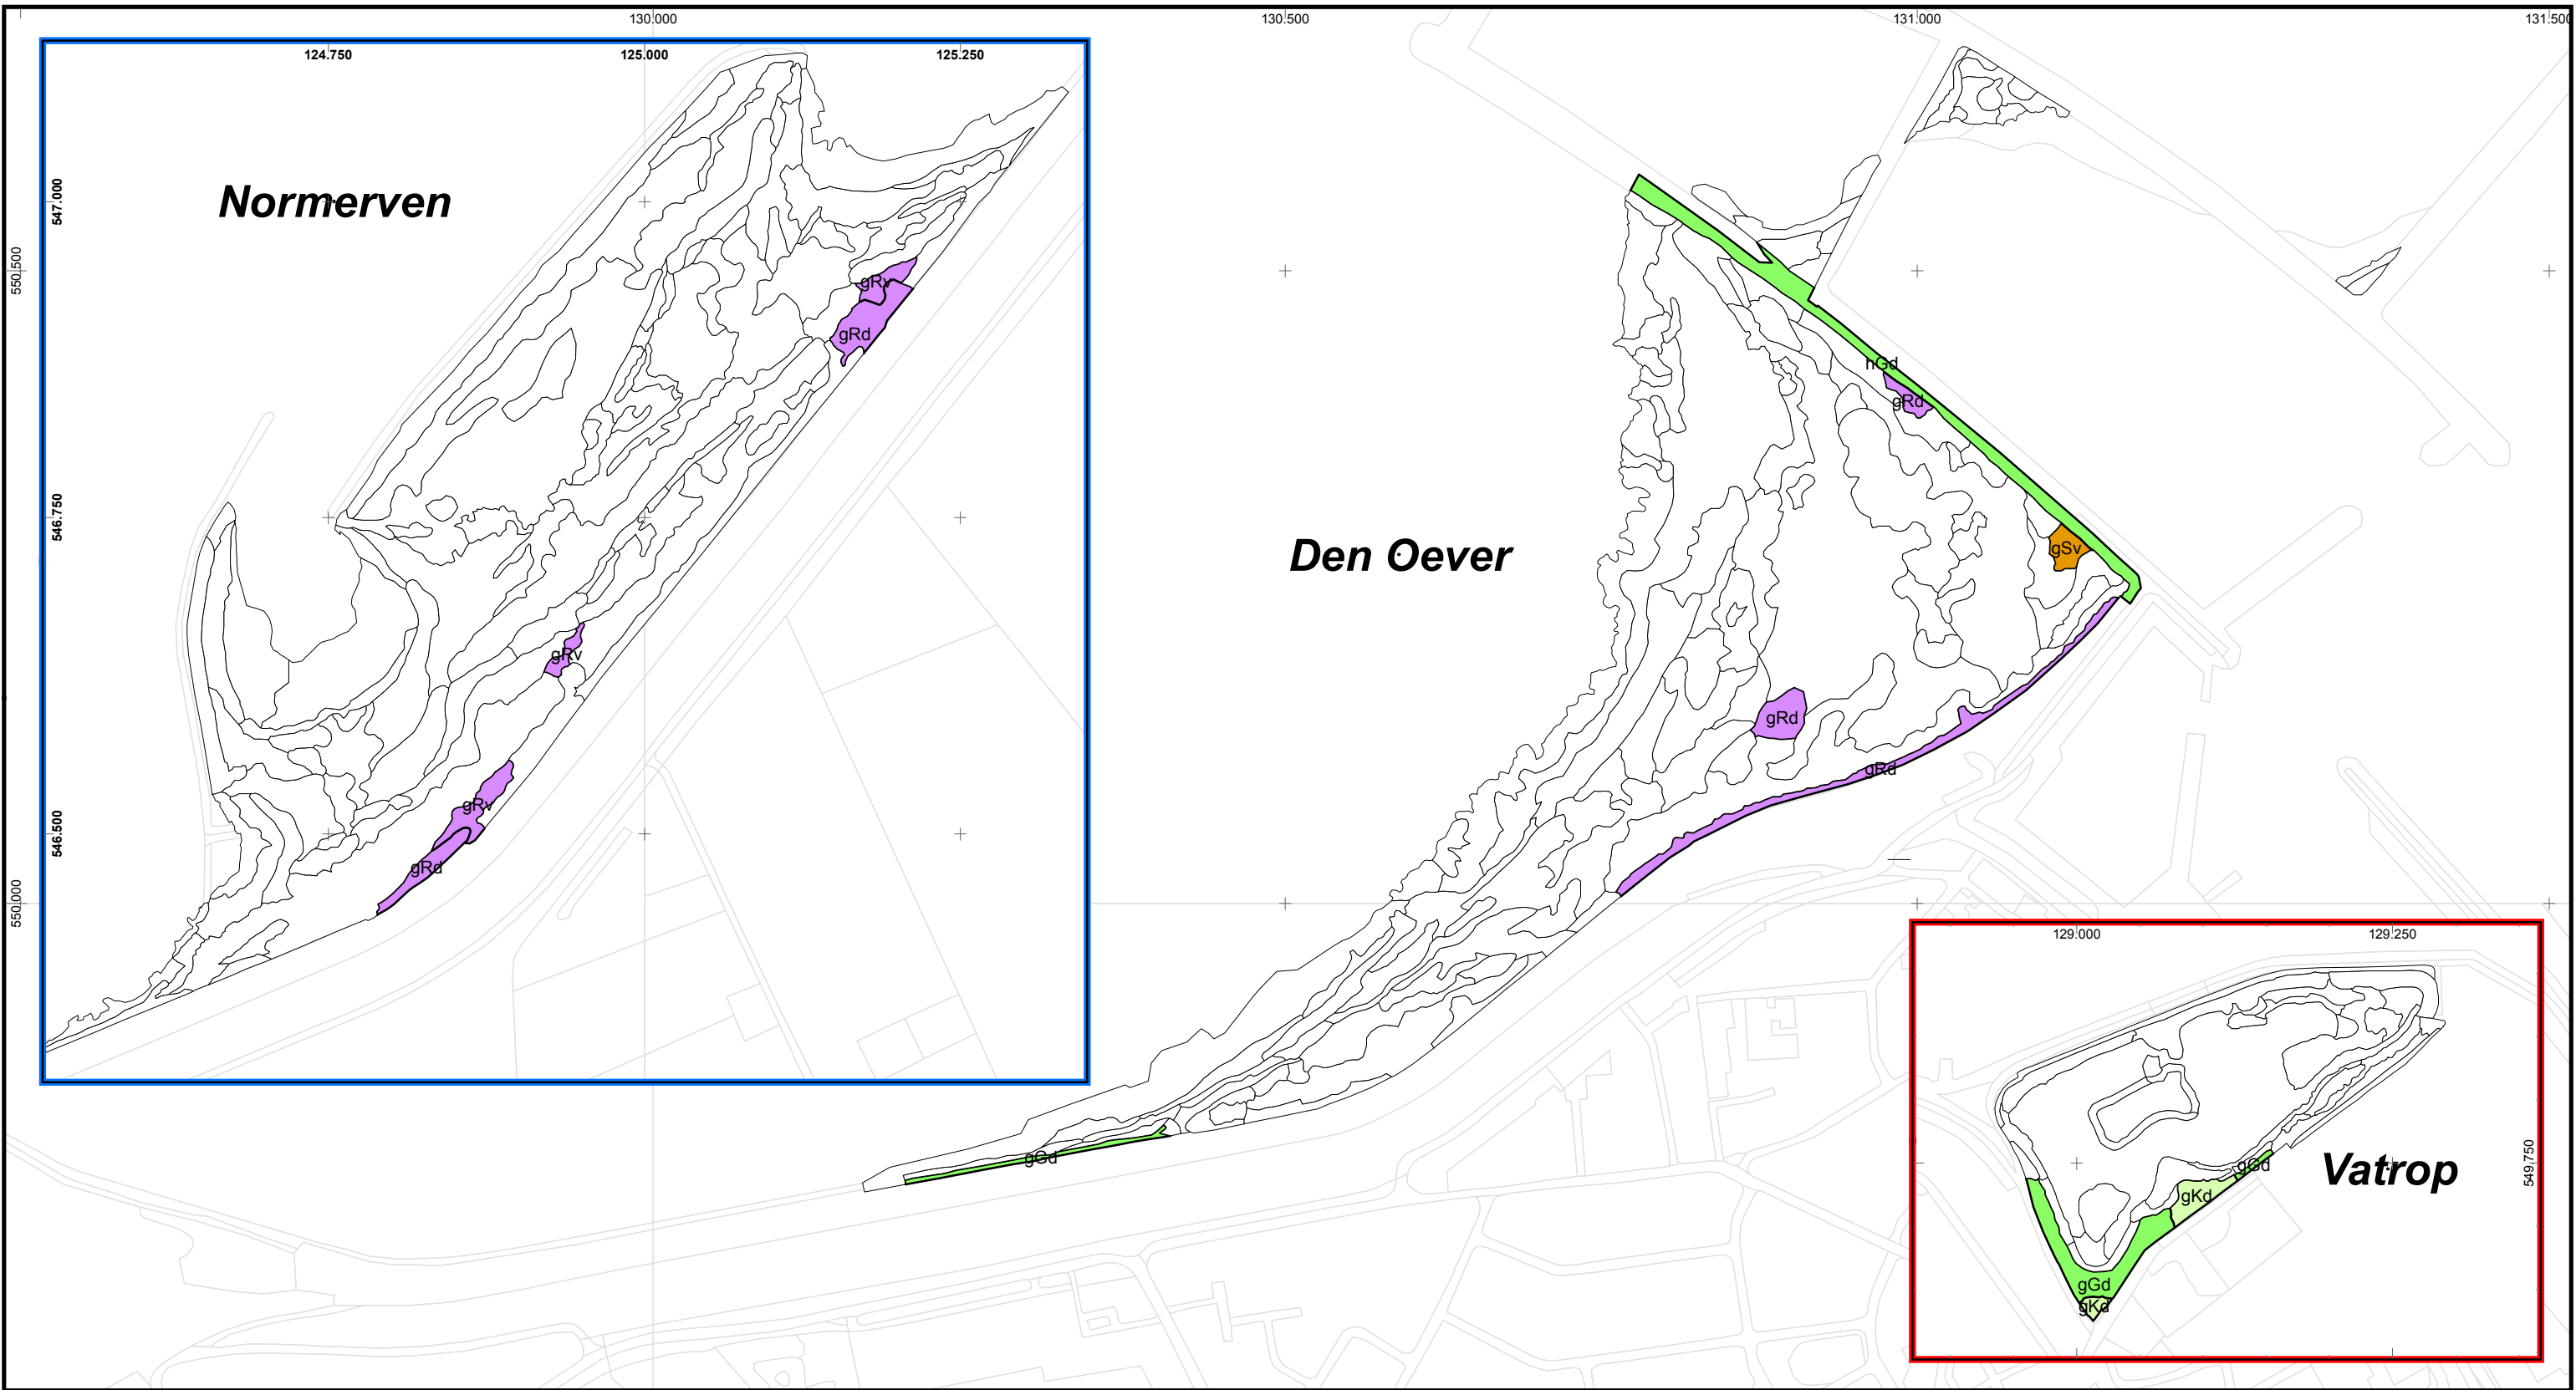 130.000
130.500
131.000
131.500
124.750
125.000
125.250
547.000
Normerven
550.500
gRv
gRd
hGd
gRd
546.750
Den Oever
gSv
gRv
gRd
gRd
gRv
546.500
gRd
550.000
129.000
129.250
gGd
gGd
Vatrop
549.750
gKd
gGd
gKd